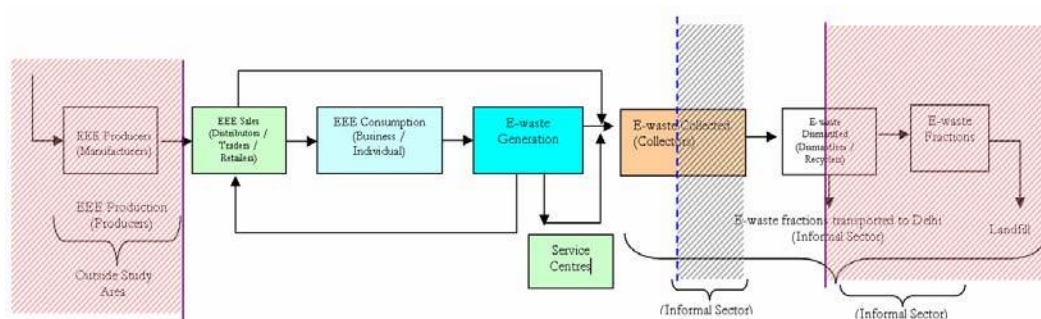 EEE Producers
(Manufacturers)
EEE Production
(Producers)
Outside Study
Area
EEE Sales
(Distributors /
Traders /
Retailers)
EEE Consumption
(Business /
Individual)
E-waste
Generation
Service
Centres
E-waste Collected
(Collectors)
(Informal Sector)
E-waste
Dismantled
(Dismantlers /
Recyclers)
E-waste
Fractions
E-waste fractions transported to Delhi
(Informal Sector)
Landfill
(Informal Sector)